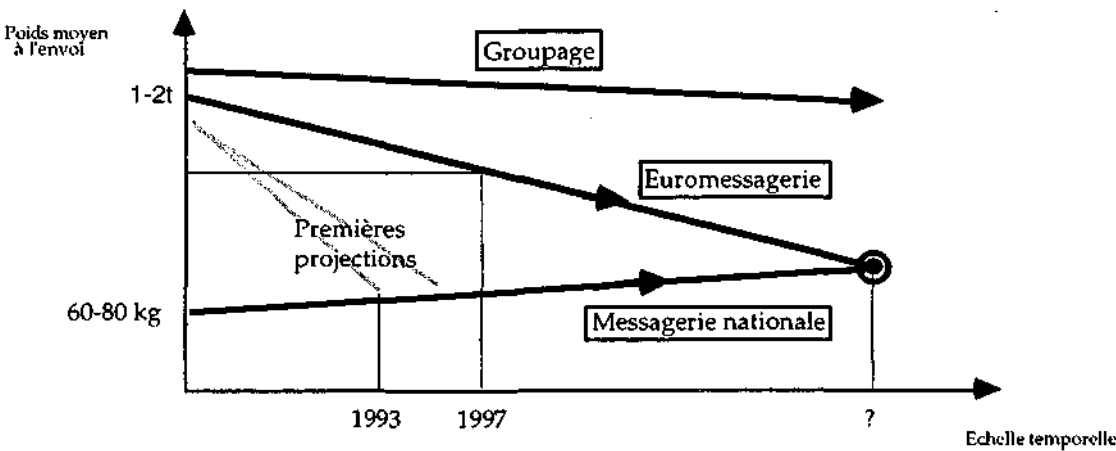 Poids moyen
à l'envoi
Groupage
1-2t
Euromessagerie
Premières
projections
60-80 kg
Messagerie nationale
1993
1997
?
Echelle temporelle